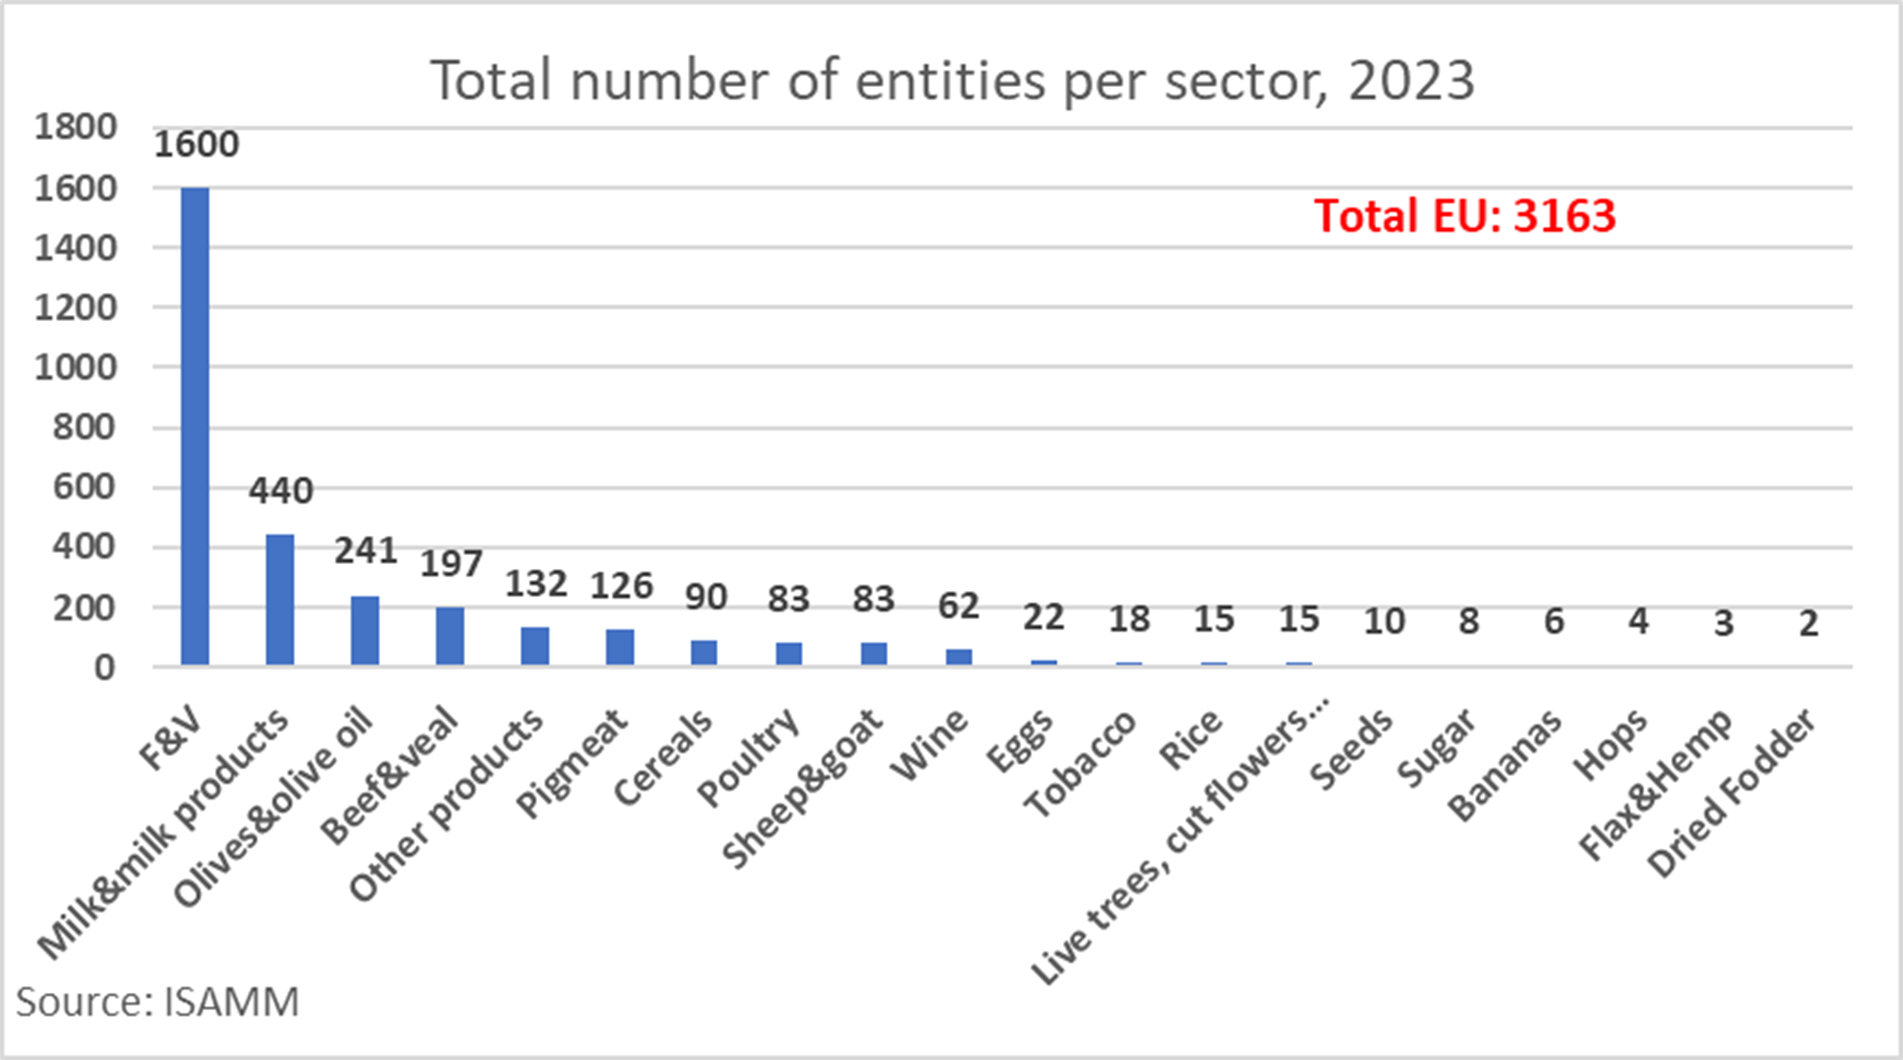 Total number of entities per sector, 2023
1800
1600
1400
1200
1000
800
600
400
200
0
Total EU: 3163
1600
440
241
197
132
126
90
83
83
62
22
18
15
15
10
8
6
4
3
2
F&V
Milk&milk products
Olives&olive oil
Beef&veal
Other products
Pigmeat
Cereals
Poultry
Sheep&goat
Wine
Eggs
Tobacco
Rice
Live trees, cut flowers…
Seeds
Sugar
Bananas
Hops
Flax&Hemp
Dried Fodder
Source: ISAMM